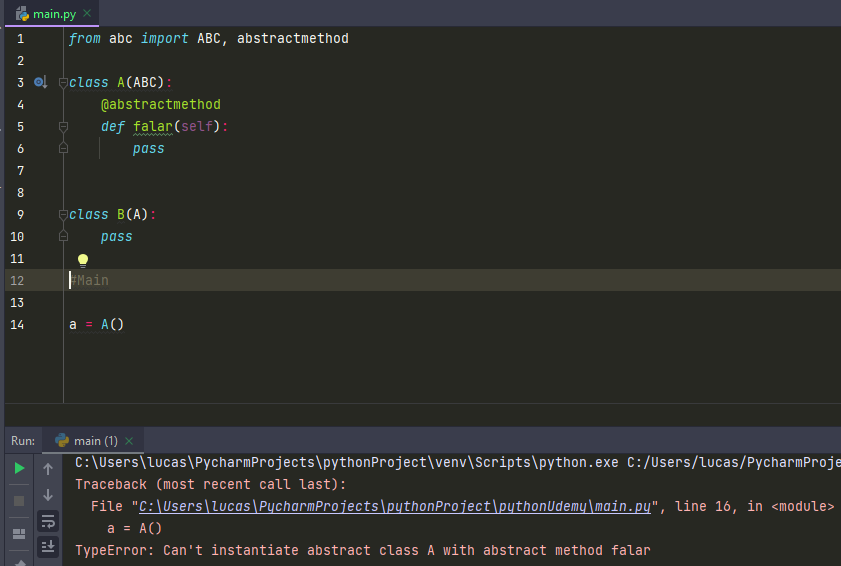 main.py
1 from abc import ABC, abstractmethod
2
3 class A(ABC):
4 @abstractmethod
5 def falar(self):
6 pass
7
8
9 class B(A):
10 pass
11
12 #Main
13
14 a = A()
Run: main (1)
C:\Users\lucas\PycharmProjects\pythonProject\venv\Scripts\python.exe C:/Users/lucas/PycharmProje
Traceback (most recent call last):
File "C:\Users\lucas\PycharmProjects\pythonProject\pythonUdemy\main.py", line 16, in <module>
a = A()
TypeError: Can't instantiate abstract class A with abstract method falar